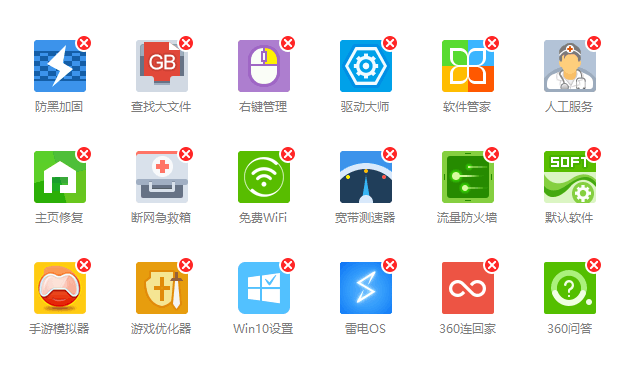 GB
防黑加固 查找大文件 右键管理 驱动大师 软件管家 人工服务
SOFT
主页修复 断网急救箱 免费WiFi 宽带测速器 流量防火墙 默认软件
手游模拟器 游戏优化器 Win10设置 雷电OS 360连回家 360问答